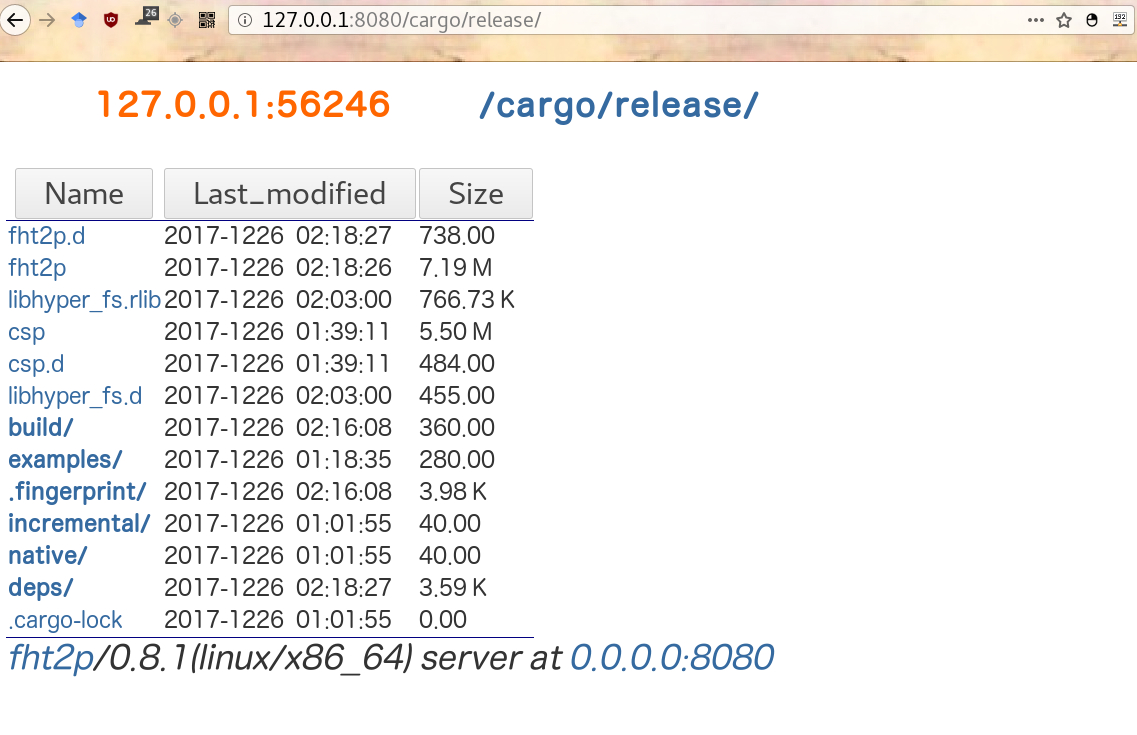 26
127.0.0.1:8080/cargo/release/
127.0.0.1:56246 /cargo/release/
Name Last_modified Size
fht2p.d 2017-1226 02:18:27 738.00
fht2p 2017-1226 02:18:26 7.19 M
libhyper_fs.rlib 2017-1226 02:03:00 766.73 K
csp 2017-1226 01:39:11 5.50 M
csp.d 2017-1226 01:39:11 484.00
libhyper_fs.d 2017-1226 02:03:00 455.00
build/ 2017-1226 02:16:08 360.00
examples/ 2017-1226 01:18:35 280.00
.fingerprint/ 2017-1226 02:16:08 3.98 K
incremental/ 2017-1226 01:01:55 40.00
native/ 2017-1226 01:01:55 40.00
deps/ 2017-1226 02:18:27 3.59 K
.cargo-lock 2017-1226 01:01:55 0.00
fht2p/0.8.1(linux/x86_64) server at 0.0.0.0:8080